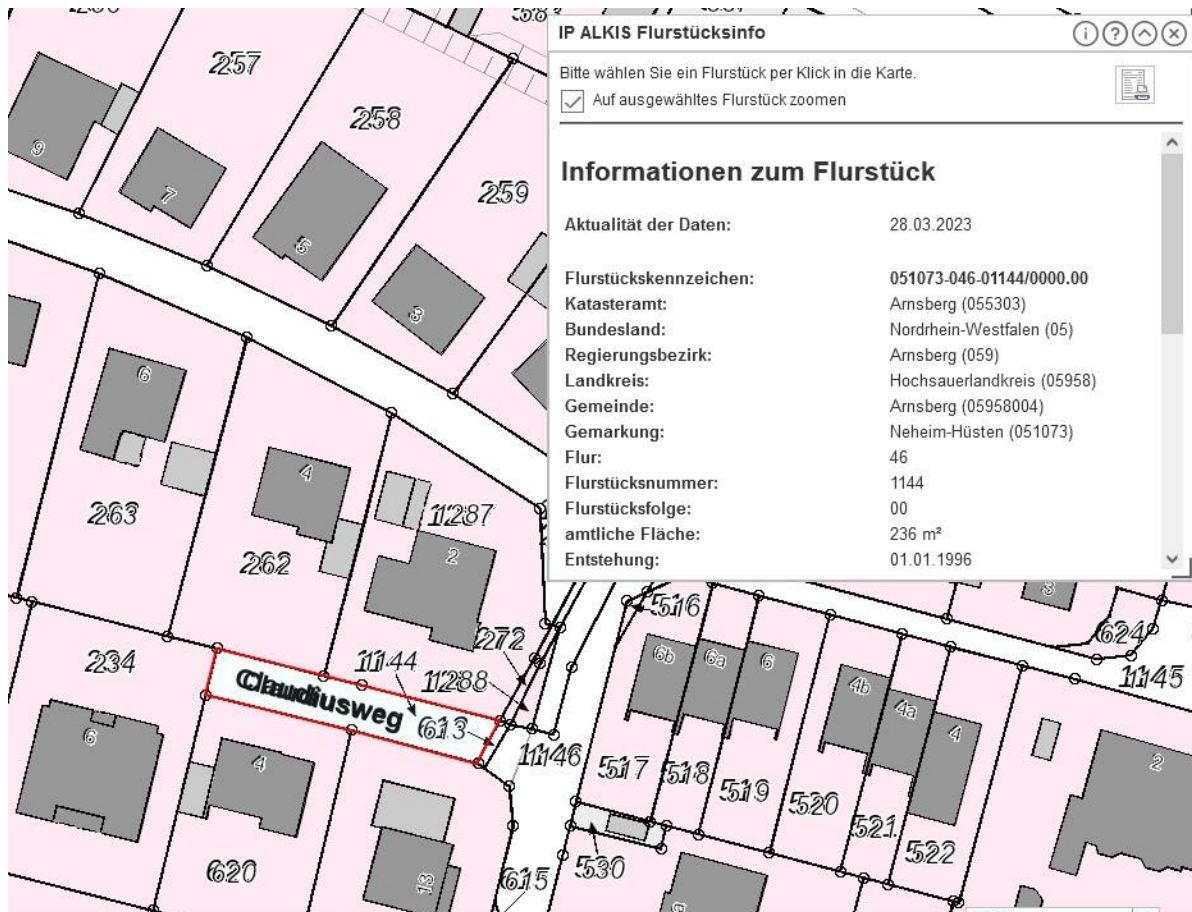 IP ALKIS Flurstücksinfo
Bitte wählen Sie ein Flurstück per Klick in die Karte.
Auf ausgewähltes Flurstück zoomen
Informationen zum Flurstück
Aktualität der Daten: 28.03.2023
Flurstückskennzeichen: 051073-046-01144/0000.00
Katasteramt: Arnsberg (055303)
Bundesland: Nordrhein-Westfalen (05)
Regierungsbezirk: Arnsberg (059)
Landkreis: Hochsauerlandkreis (05958)
Gemeinde: Arnsberg (05958004)
Gemarkung: Neheim-Hüsten (051073)
Flur: 46
Flurstücksnummer: 1144
Flurstücksfolge: 00
amtliche Fläche: 236 m²
Entstehung: 01.01.1996
257
258
259
9
7
5
3
6
4
2
263
262
1287
234
272
1144
1288
Claudiusweg
613
1146
516
6b
6a
6
4b
4a
4
2
3
624
1145
517
518
519
520
521
522
530
6
4
620
13
615